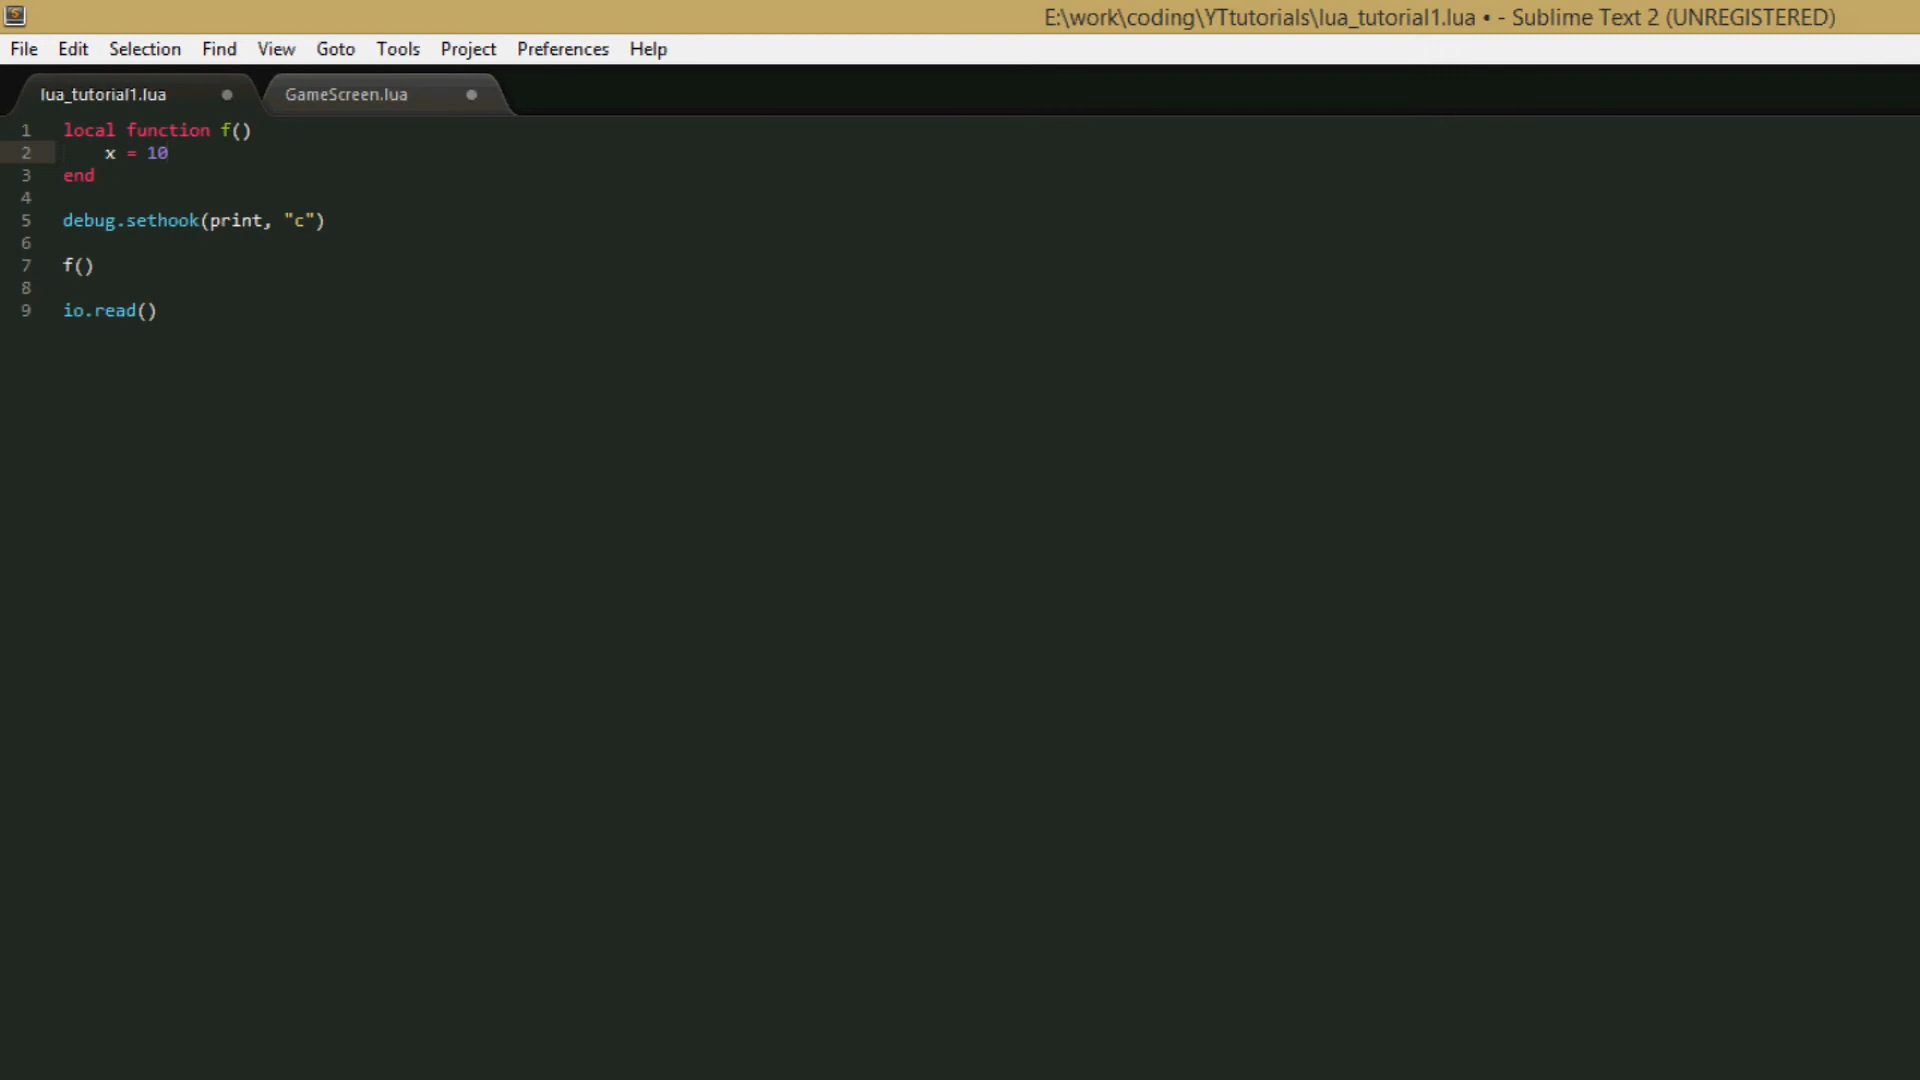 E:\work\coding\YTtutorials\lua_tutorial1.lua • - Sublime Text 2 (UNREGISTERED)
File Edit Selection Find View Goto Tools Project Preferences Help
lua_tutorial1.lua GameScreen.lua
1 local function f()
2 x = 10
3 end
4
5 debug.sethook(print, "c")
6
7 f()
8
9 io.read()